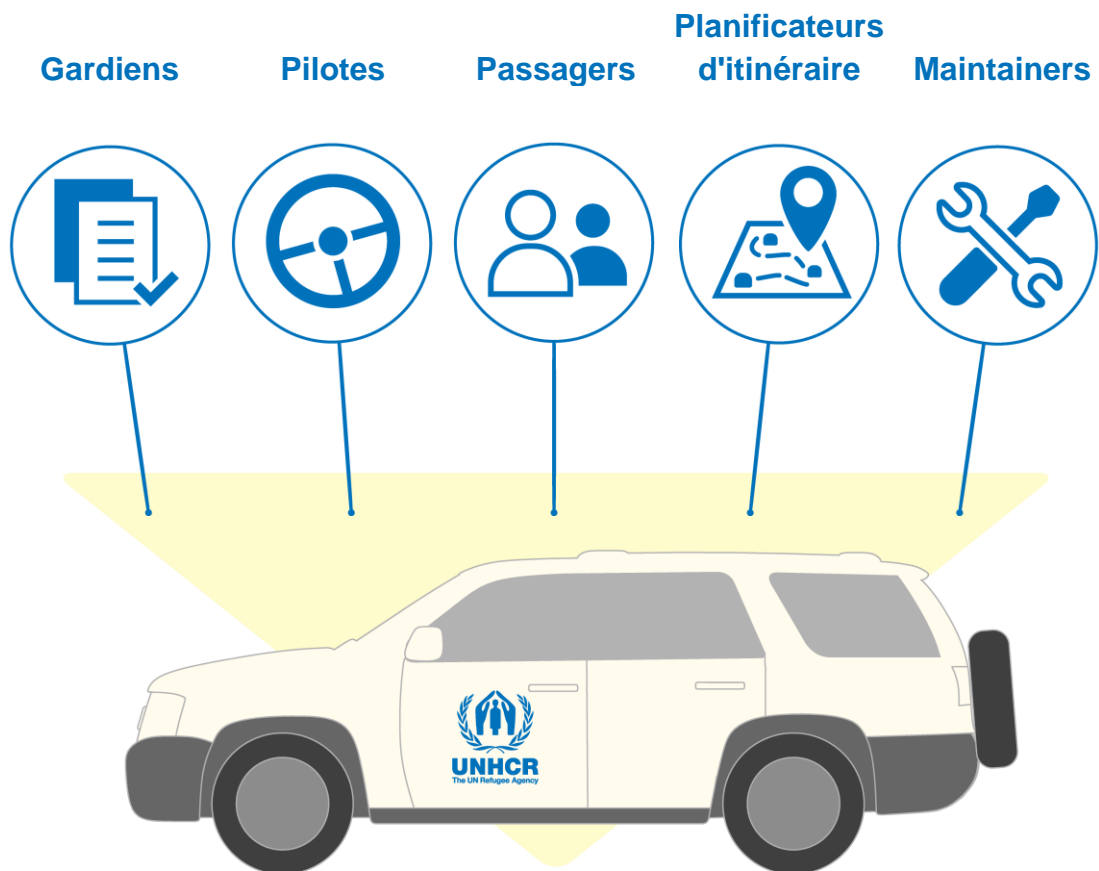 Gardiens
Pilotes
Passagers
Planificateurs
d'itinéraire
Maintainers
UNHCR
The UN Refugee Agency